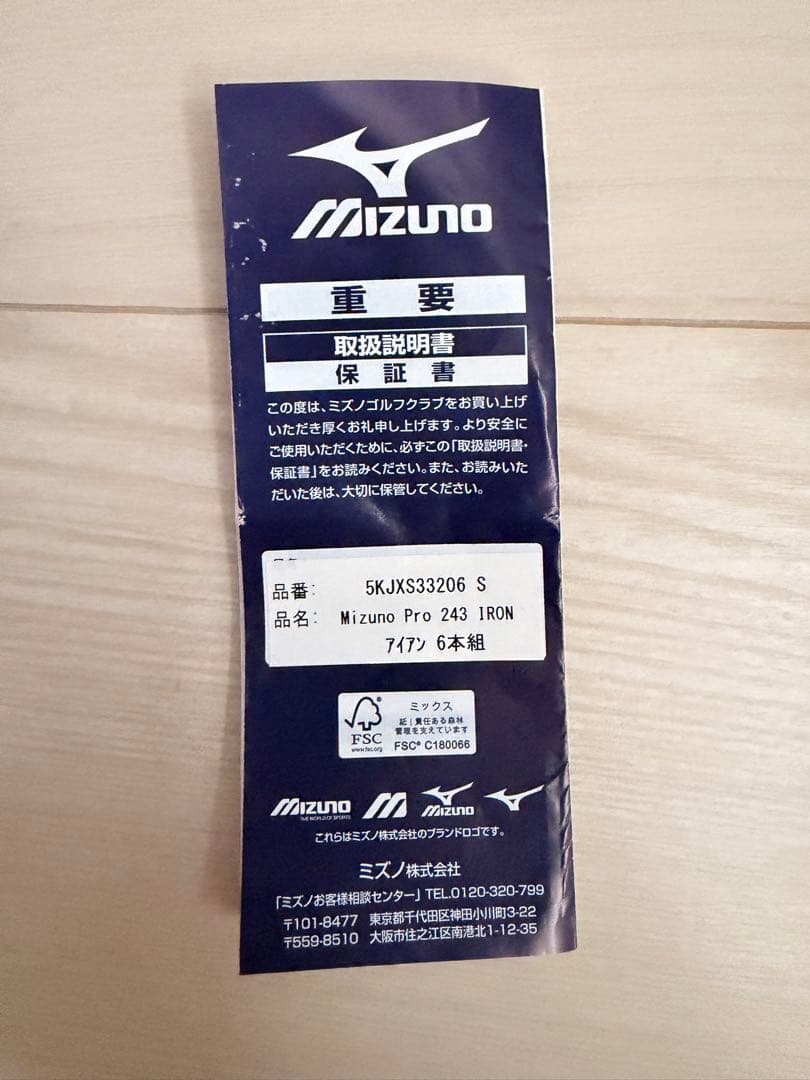 MIZUNO
重要
取扱説明書
保証書
この度は、ミズノゴルフクラブをお買い上げ
いただき厚くお礼申し上げます。より安全に
ご使用いただくために、必ずこの「取扱説明書・
保証書」をお読みください。また、お読みいた
だいた後は、大切に保管してください。
品番: 5KJXS33206 S
品名: Mizuno Pro 243 IRON
ｱｲｱﾝ 6本組
FSC
www.fsc.org
ミックス
紙｜責任ある森林
管理を支えています
FSC® C180066
MIZUNO
THE WORLD OF SPORTS
MIZUNO
これらはミズノ株式会社のブランドロゴです。
ミズノ株式会社
「ミズノお客様相談センター」TEL.0120-320-799
〒101-8477 東京都千代田区神田小川町3-22
〒559-8510 大阪市住之江区南港北1-12-35